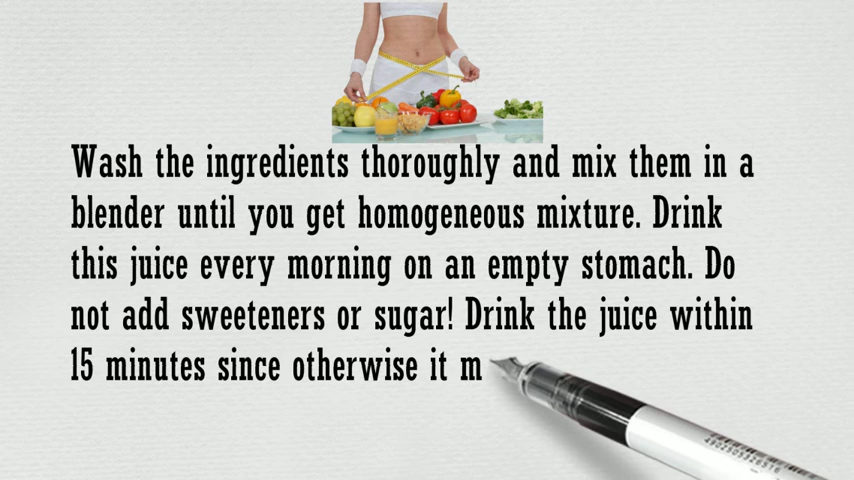 Wash the ingredients thoroughly and mix them in a
blender until you get homogeneous mixture. Drink
this juice every morning on an empty stomach. Do
not add sweeteners or sugar! Drink the juice within
15 minutes since otherwise it m